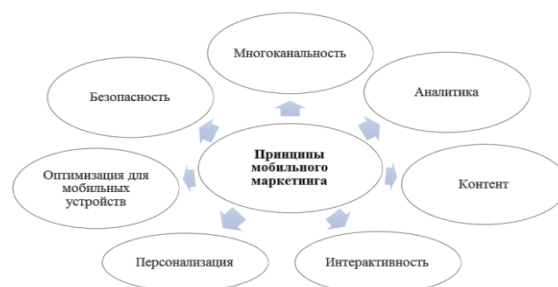 Многоканальность
Безопасность
Аналитика
Принципы
мобильного
маркетинга
Оптимизация для
мобильных
устройств
Контент
Персонализация
Интерактивность